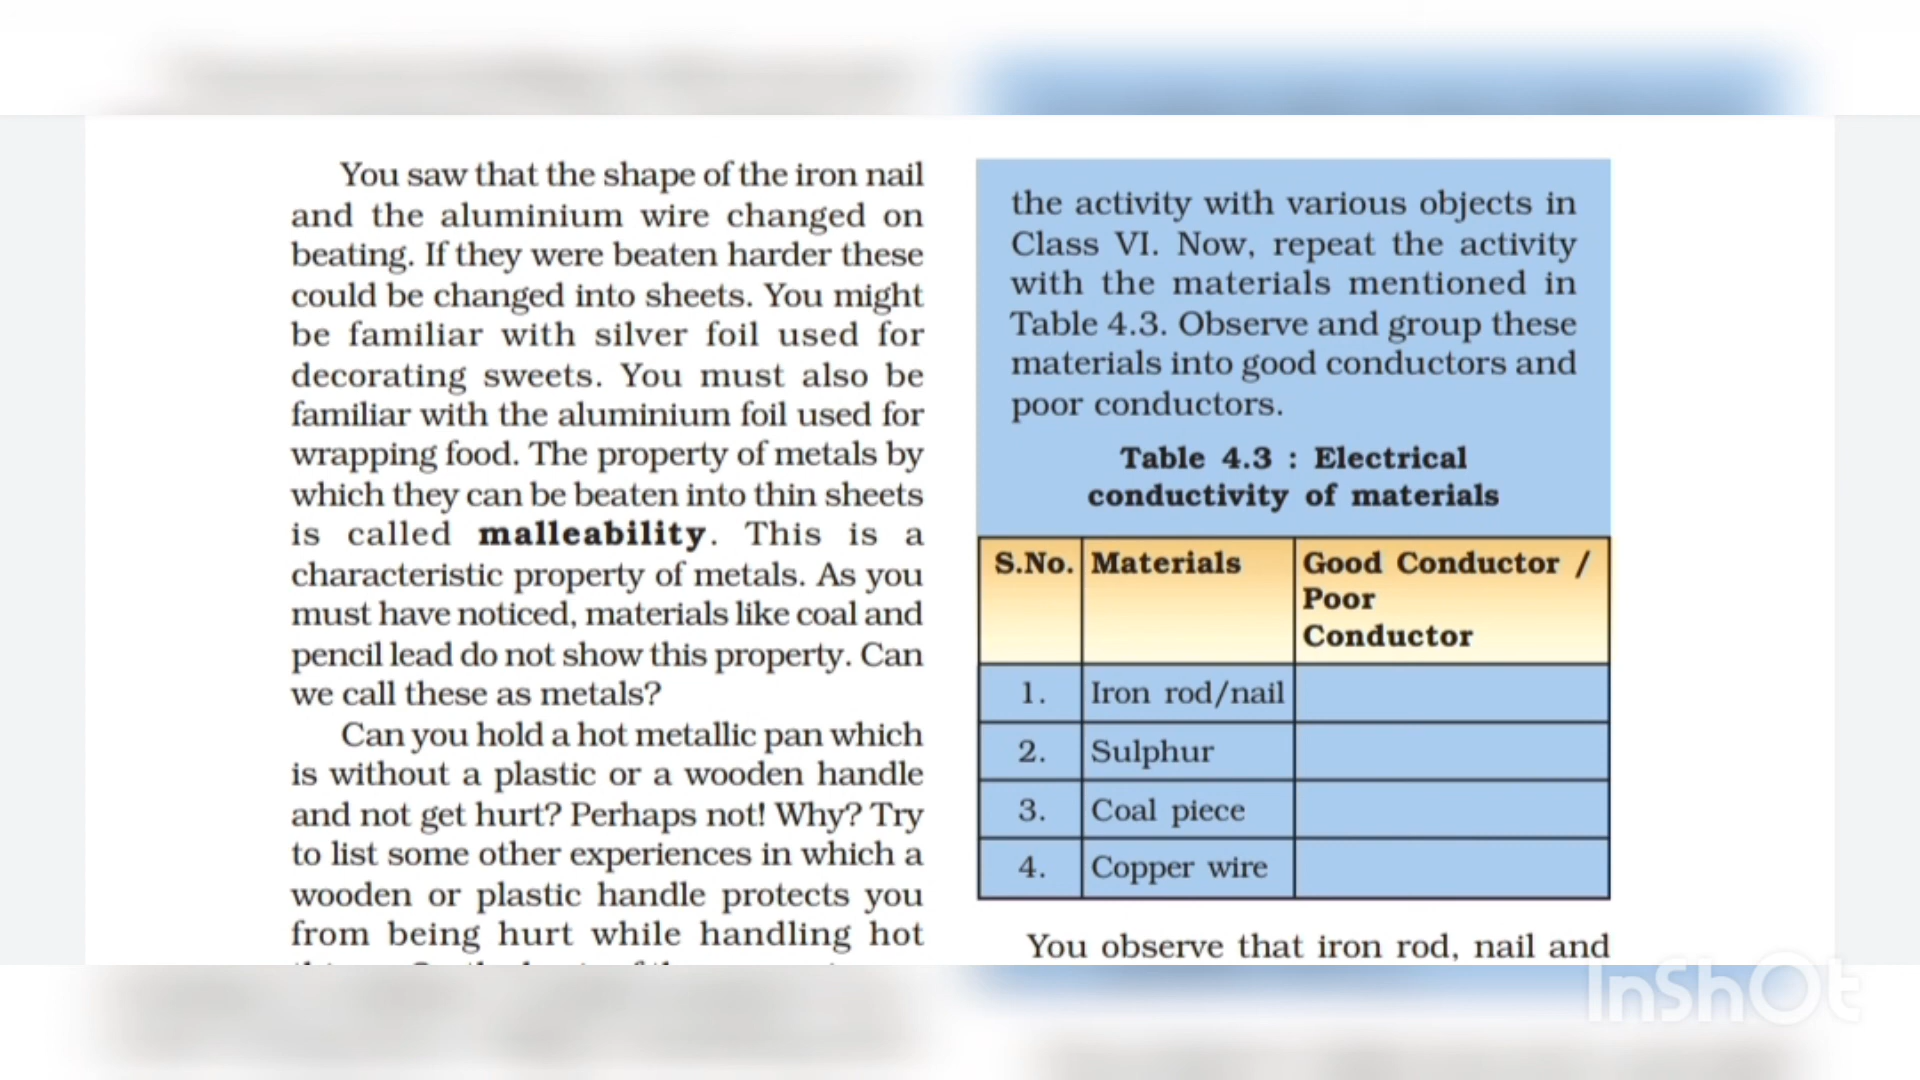 You saw that the shape of the iron nail
and the aluminium wire changed on
beating. If they were beaten harder these
could be changed into sheets. You might
be familiar with silver foil used for
decorating sweets. You must also be
familiar with the aluminium foil used for
wrapping food. The property of metals by
which they can be beaten into thin sheets
is called malleability. This is a
characteristic property of metals. As you
must have noticed, materials like coal and
pencil lead do not show this property. Can
we call these as metals?
Can you hold a hot metallic pan which
is without a plastic or a wooden handle
and not get hurt? Perhaps not! Why? Try
to list some other experiences in which a
wooden or plastic handle protects you
from being hurt while handling hot
the activity with various objects in
Class VI. Now, repeat the activity
with the materials mentioned in
Table 4.3. Observe and group these
materials into good conductors and
poor conductors.
Table 4.3 : Electrical
conductivity of materials
S.No. Materials Good Conductor /
Poor
Conductor
1. Iron rod/nail
2. Sulphur
3. Coal piece
4. Copper wire
You observe that iron rod, nail and
InShOt